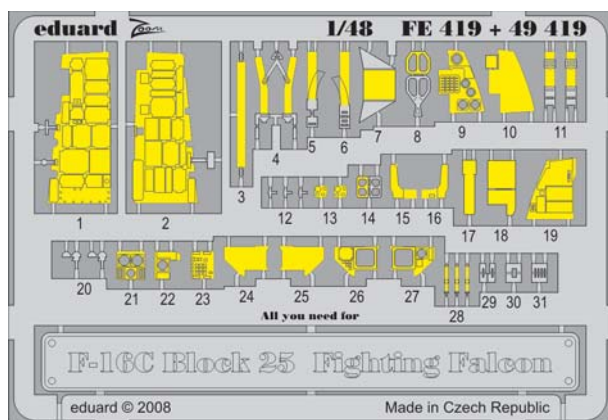 eduard Zoom 1/48 FE 419 + 49 419
1 2 3 4 5 6 7 8 9 10 11
12 13 14 15 16 17 18 19
20 21 22 23 24 25 26 27 28 29 30 31
All you need for
F-16C Block 25 Fighting Falcon
eduard © 2008 Made in Czech Republic